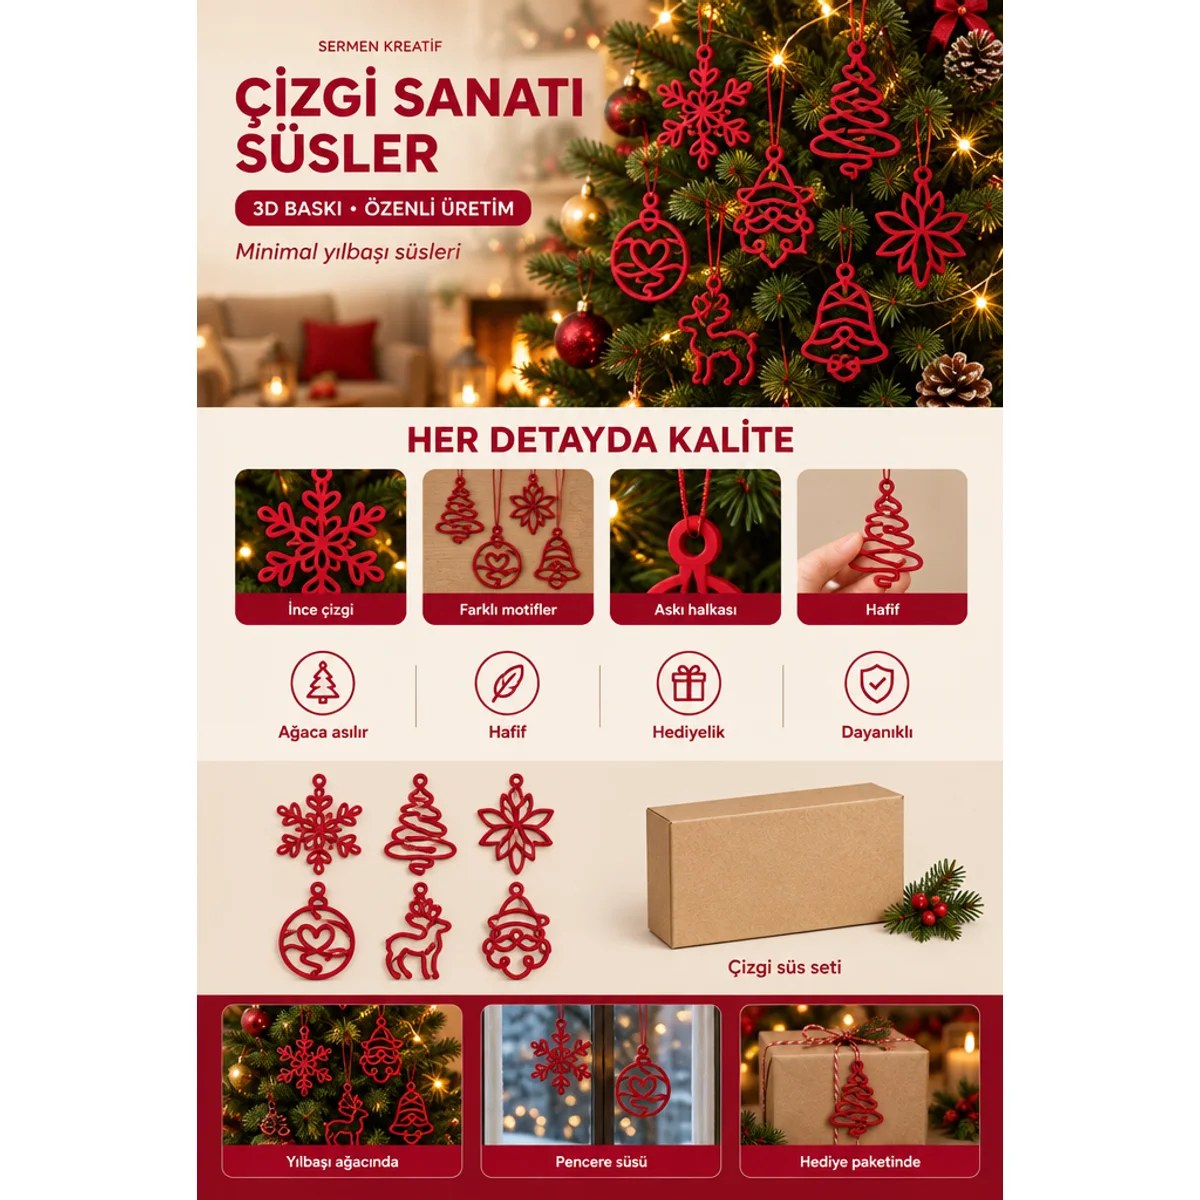 SERMEN KREATİF
ÇİZGİ SANATI
SÜSLER
3D BASKI • ÖZENLİ ÜRETİM
Minimal yılbaşı süsleri
HER DETAYDA KALİTE
İnce çizgi
Farklı motifler
Askı halkası
Hafif
Ağaca asılır
Hafif
Hediyelik
Dayanıklı
Çizgi süs seti
Yılbaşı ağacında
Pencere süsü
Hediye paketinde